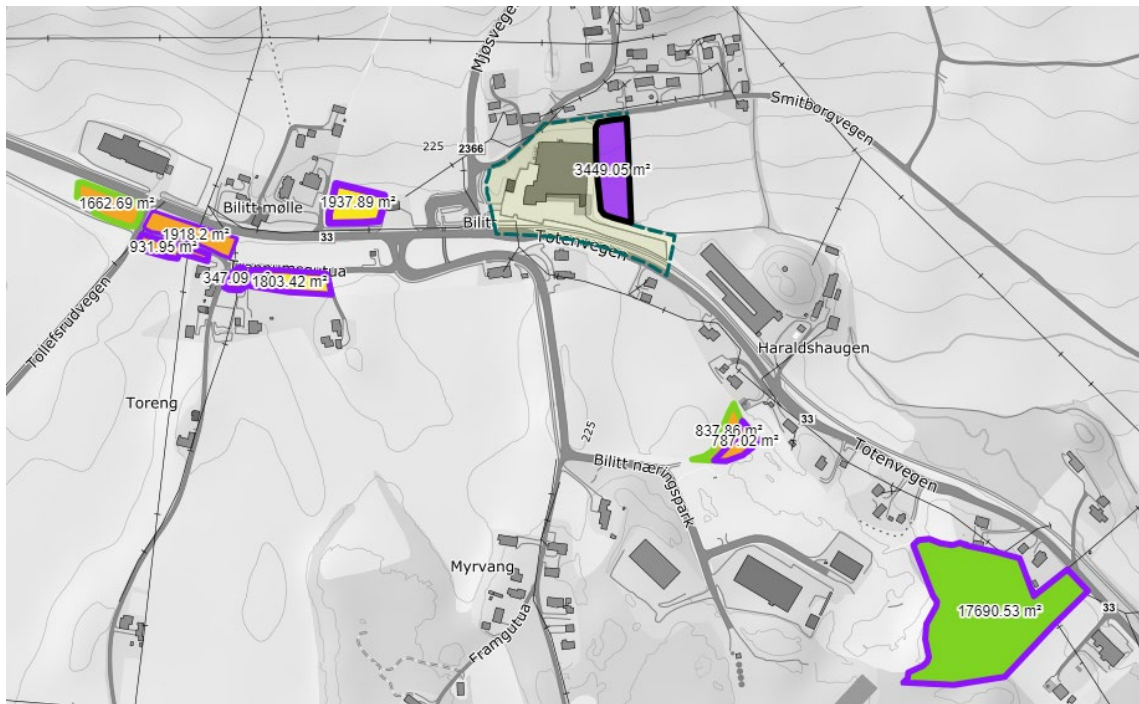 Mjøsvege
Smitborgvegen
225
2366
3449.05 m²
1662.69 m²
Bilitt mølle
1937.89 m²
1918.2 m²
Bilitt
33
Totenvegen
931.95 m²
347.09
1803.42 m²
Tollefsrudvegen
Haraldshaugen
Toreng
33
837.86 m²
787.02 m²
225
Totenvegen
Bilitt næringspark
Myrvang
Framgutua
17690.53 m²
33